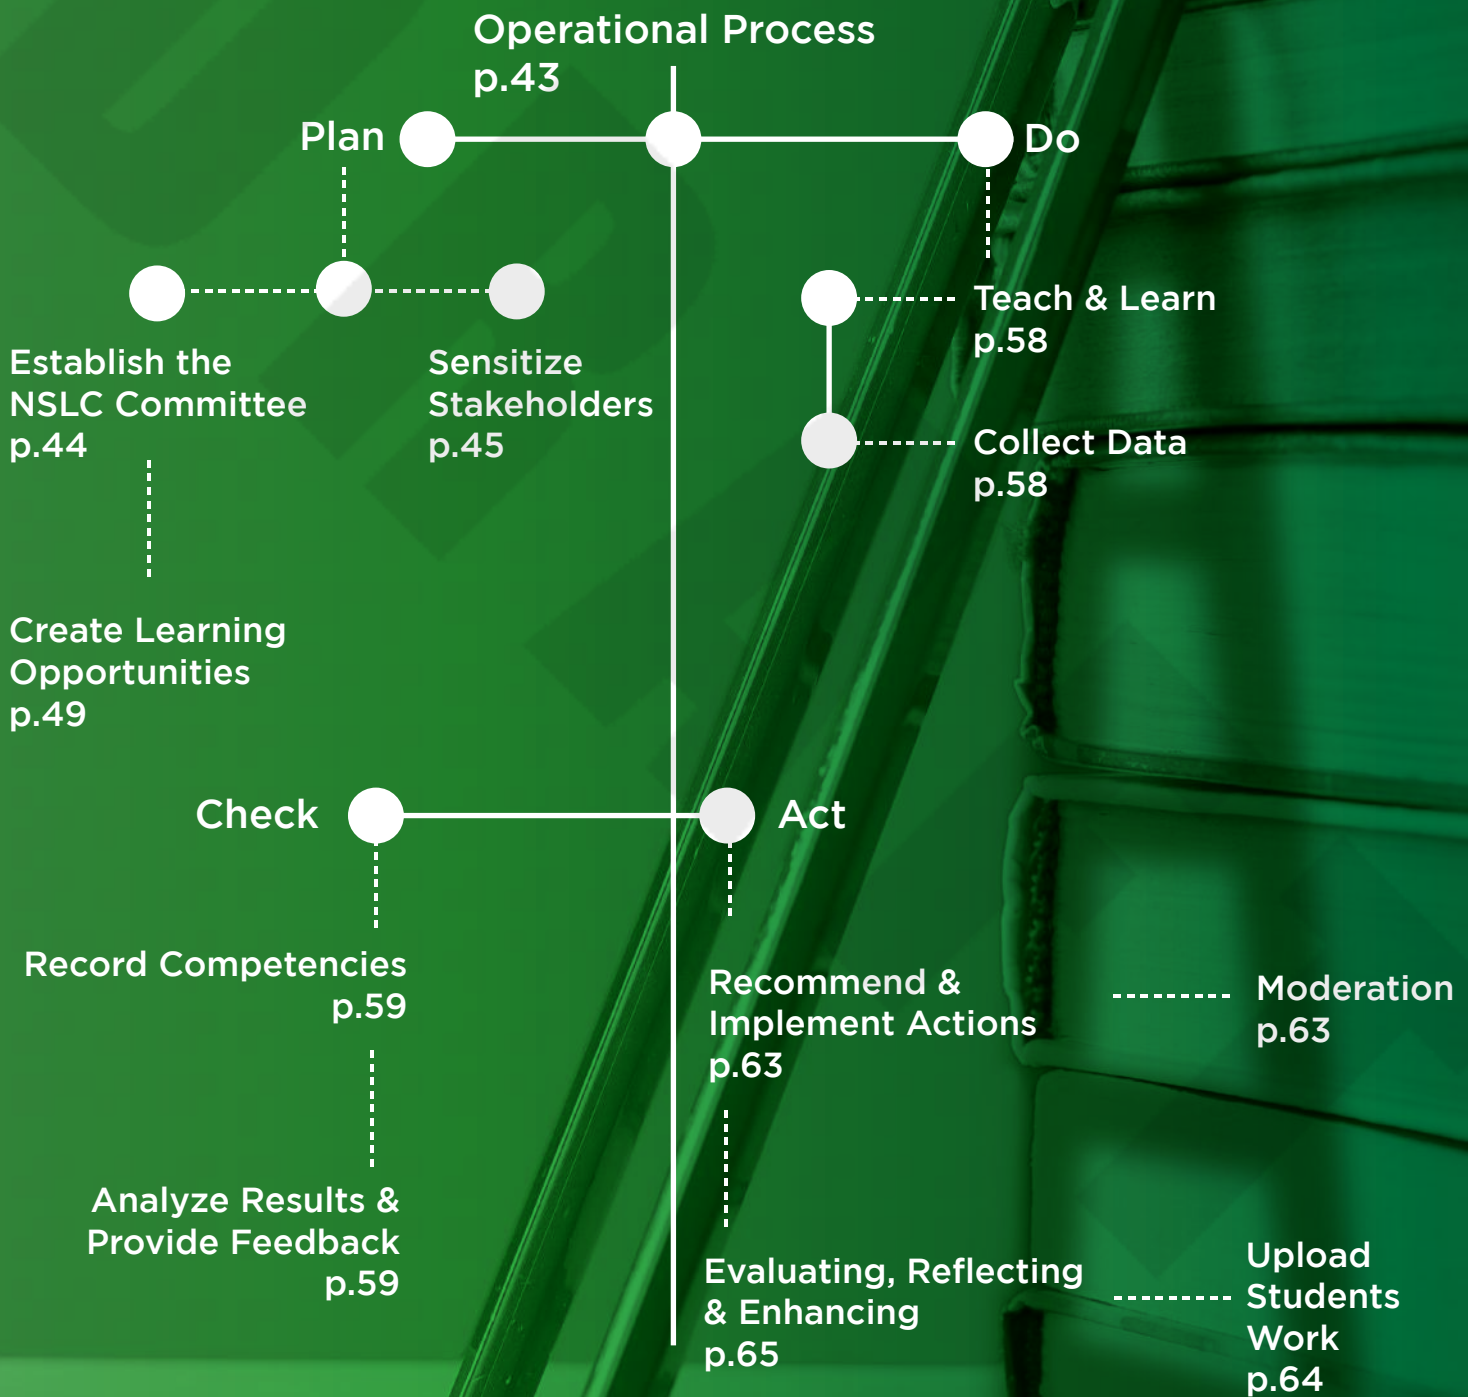 Operational Process
p.43
Plan
Do
Establish the
NSLC Committee
p.44
Sensitize
Stakeholders
p.45
Teach & Learn
p.58
Collect Data
p.58
Create Learning
Opportunities
p.49
Check
Act
Record Competencies
p.59
Recommend &
Implement Actions
p.63
Moderation
p.63
Analyze Results &
Provide Feedback
p.59
Evaluating, Reflecting
& Enhancing
p.65
Upload
Students
Work
p.64